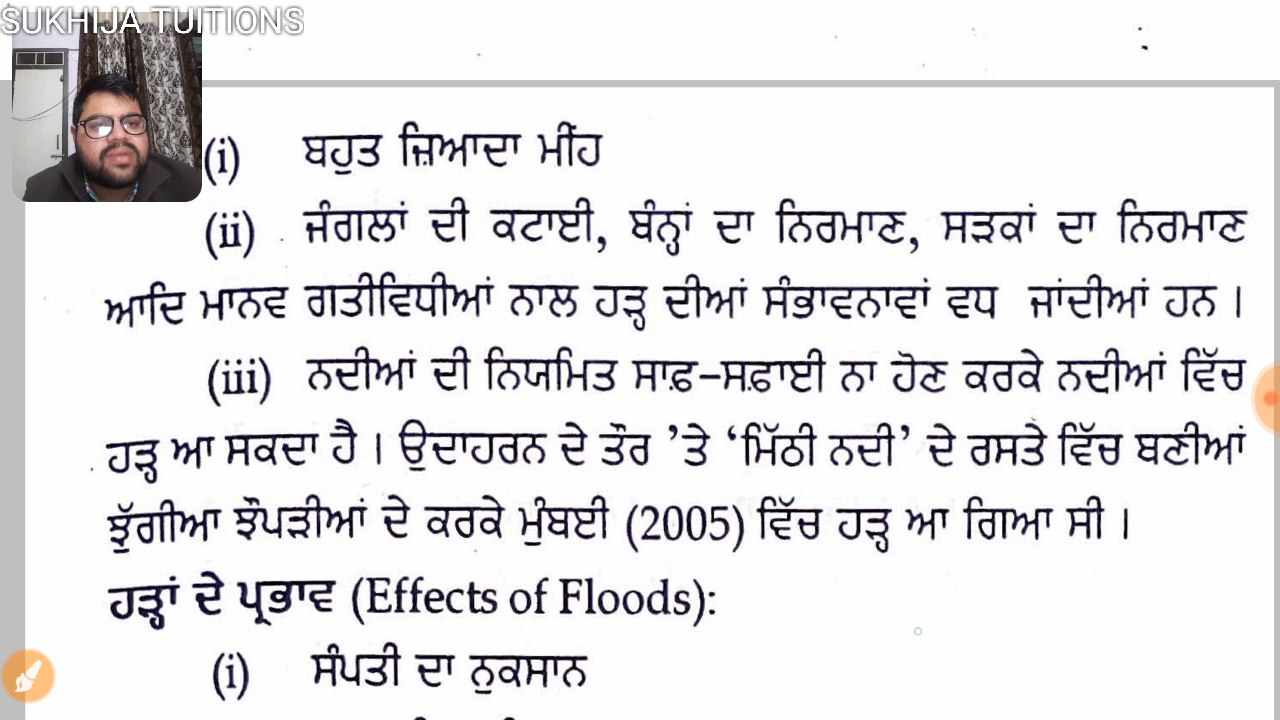 SUKHIJA TUITIONS
(i) ਬਹੁਤ ਜ਼ਿਆਦਾ ਮੀਂਹ
(ii) ਜੰਗਲਾਂ ਦੀ ਕਟਾਈ, ਬੰਨ੍ਹਾਂ ਦਾ ਨਿਰਮਾਣ, ਸੜਕਾਂ ਦਾ ਨਿਰਮਾਣ
ਆਦਿ ਮਾਨਵ ਗਤੀਵਿਧੀਆਂ ਨਾਲ ਹੜ੍ਹ ਦੀਆਂ ਸੰਭਾਵਨਾਵਾਂ ਵਧ ਜਾਂਦੀਆਂ ਹਨ।
(iii) ਨਦੀਆਂ ਦੀ ਨਿਯਮਿਤ ਸਾਫ਼-ਸਫ਼ਾਈ ਨਾ ਹੋਣ ਕਰਕੇ ਨਦੀਆਂ ਵਿੱਚ
ਹੜ੍ਹ ਆ ਸਕਦਾ ਹੈ। ਉਦਾਹਰਨ ਦੇ ਤੌਰ ’ਤੇ ‘ਮਿੱਠੀ ਨਦੀ’ ਦੇ ਰਸਤੇ ਵਿੱਚ ਬਣੀਆਂ
ਝੁੱਗੀਆ ਝੌਂਪੜੀਆਂ ਦੇ ਕਰਕੇ ਮੁੰਬਈ (2005) ਵਿੱਚ ਹੜ੍ਹ ਆ ਗਿਆ ਸੀ।
ਹੜ੍ਹਾਂ ਦੇ ਪ੍ਰਭਾਵ (Effects of Floods):
(i) ਸੰਪਤੀ ਦਾ ਨੁਕਸਾਨ